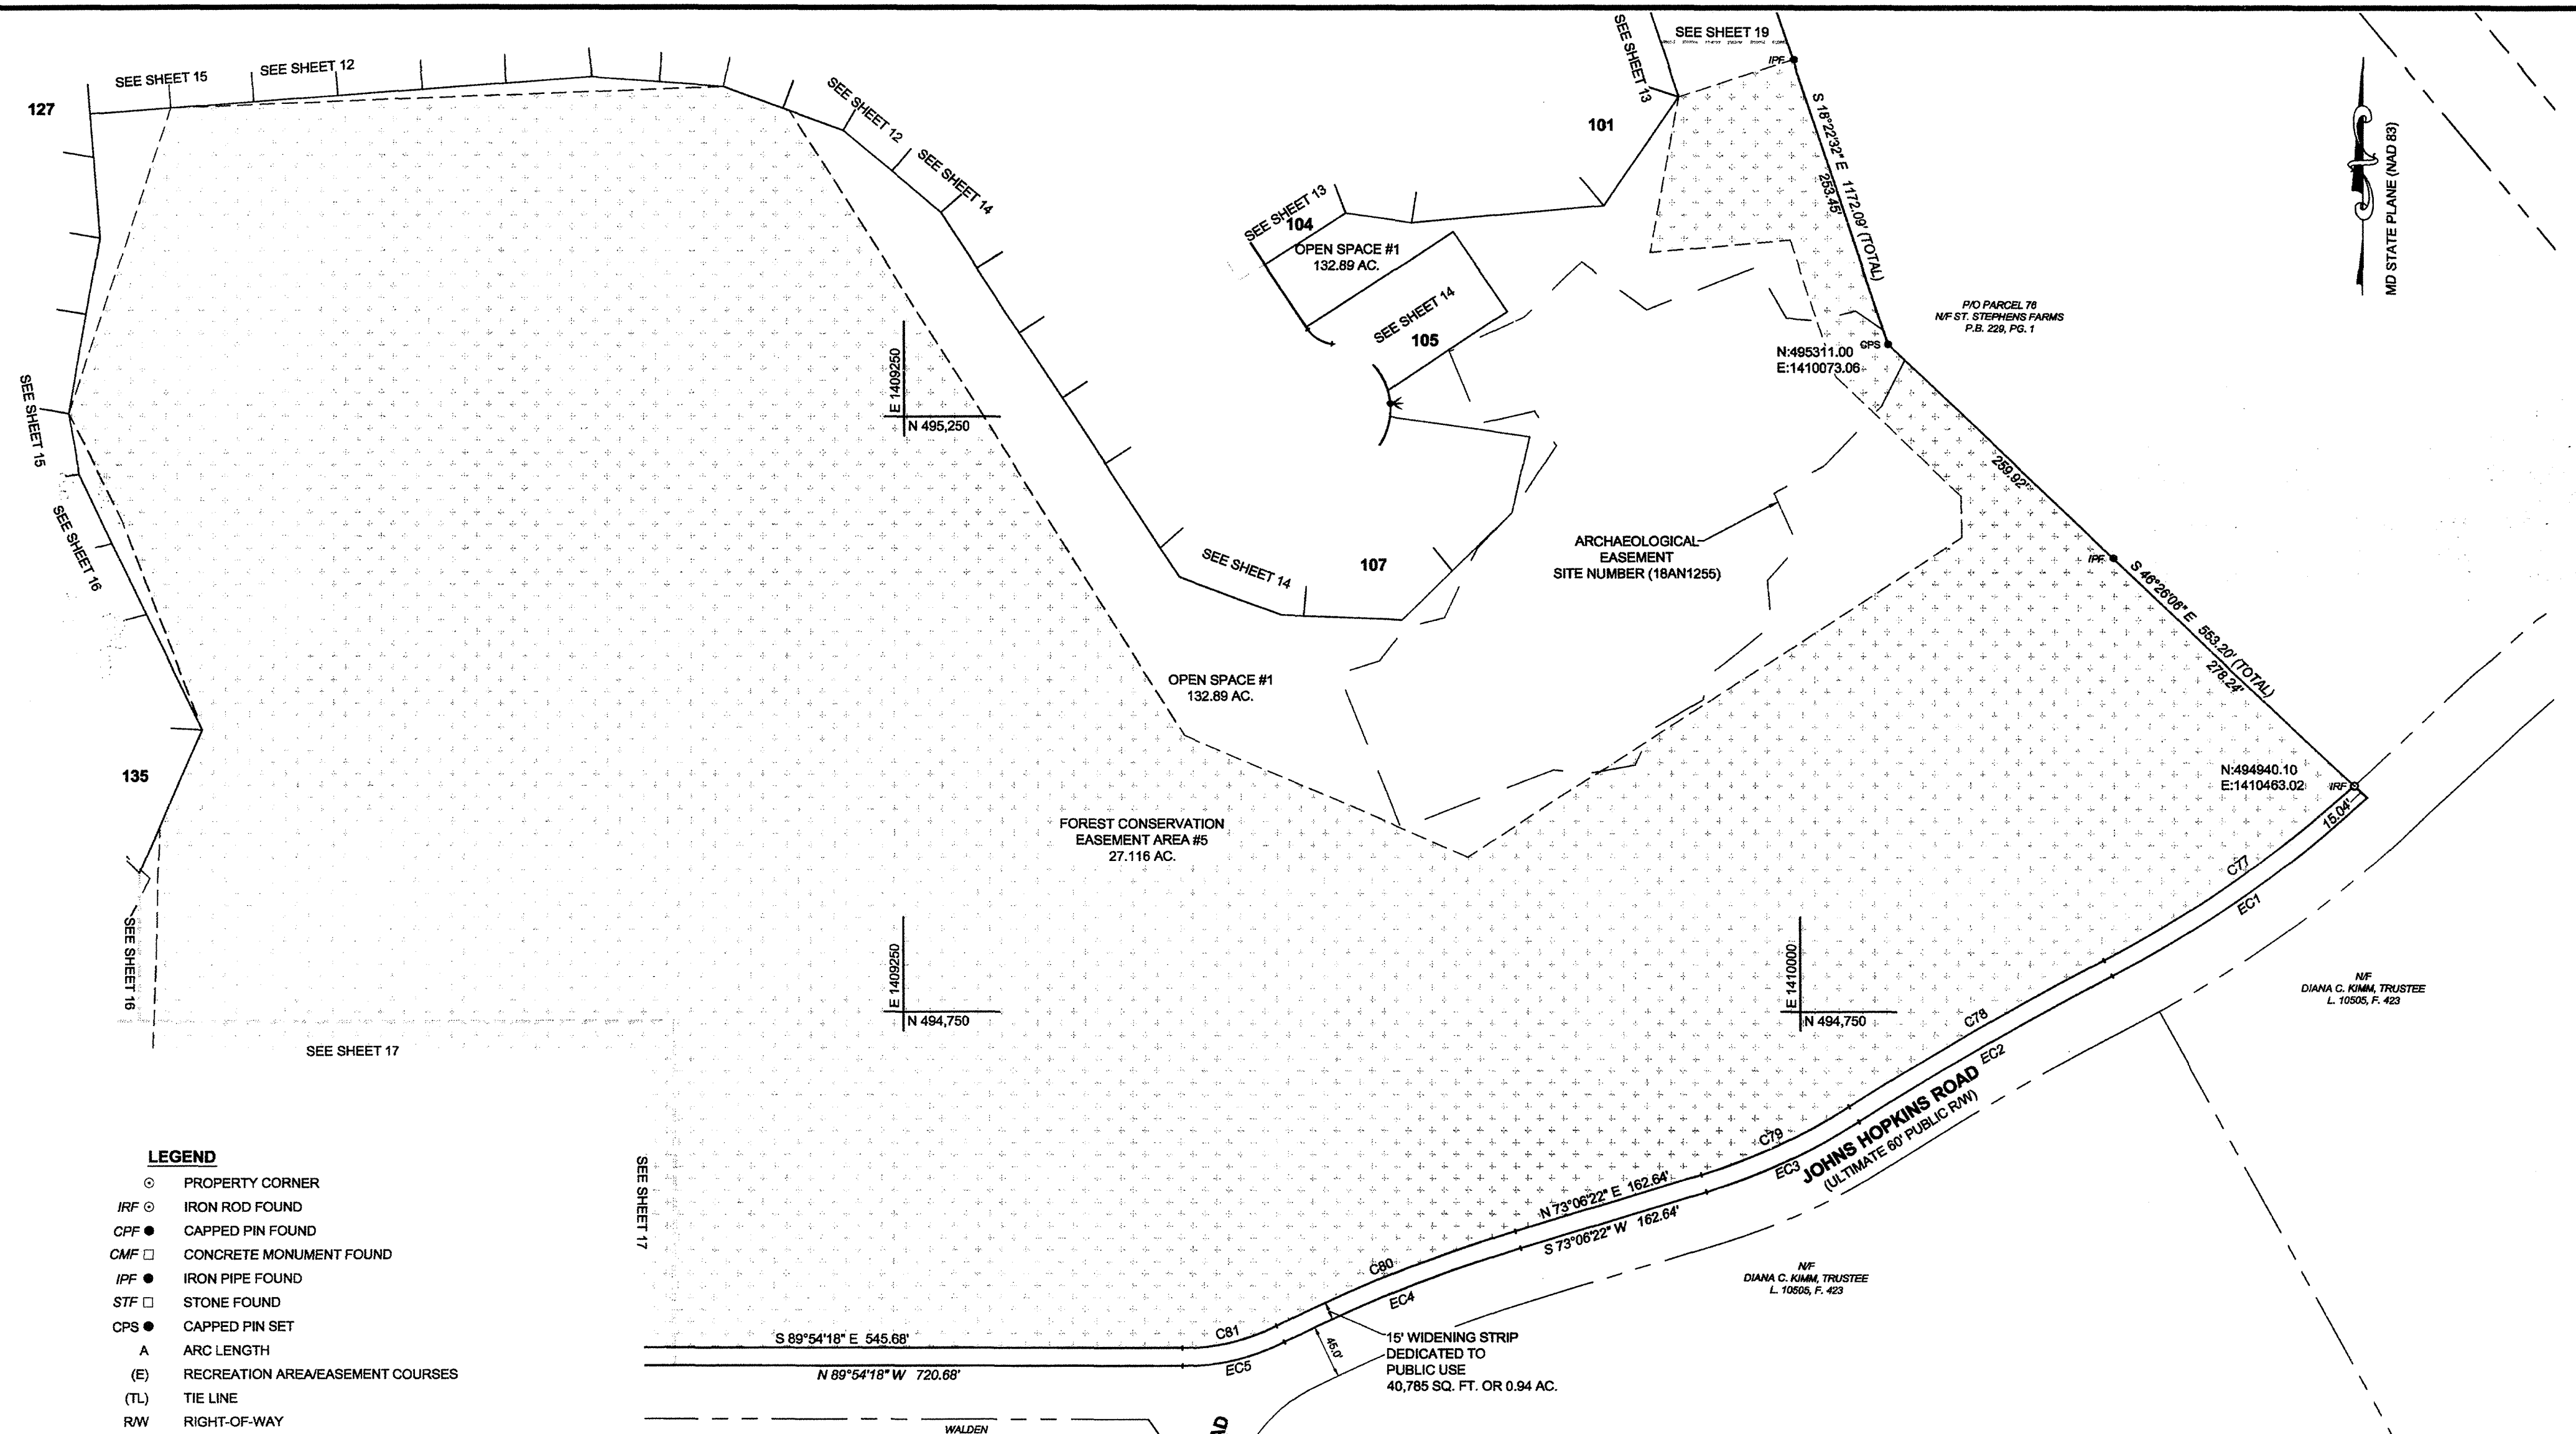 SEE SHEET 15
SEE SHEET 12
127
SEE SHEET 12
SEE SHEET 14
SEE SHEET 13
SEE SHEET 19
IPF
101
S 18°22'32" E 1172.09' (TOTAL)
253.45'
MD STATE PLANE (NAD 83)
SEE SHEET 13
104
OPEN SPACE #1
132.89 AC.
SEE SHEET 14
105
P/O PARCEL 76
N/F ST. STEPHENS FARMS
P.B. 229, PG. 1
CPS
N:495311.00
E:1410073.06
E 1409250
N 495,250
SEE SHEET 15
SEE SHEET 16
259.92'
ARCHAEOLOGICAL
EASEMENT
SITE NUMBER (18AN1255)
SEE SHEET 14
107
IPF
S 46°26'06" E 553.20' (TOTAL)
278.24'
OPEN SPACE #1
132.89 AC.
135
N:494940.10
E:1410463.02
IRF
15.04'
FOREST CONSERVATION
EASEMENT AREA #5
27.116 AC.
C77
EC1
SEE SHEET 16
E 1409250
N 494,750
E 1410000
N 494,750
N/F
DIANA C. KIMM, TRUSTEE
L. 10505, F. 423
C78
EC2
SEE SHEET 17
JOHNS HOPKINS ROAD
(ULTIMATE 60' PUBLIC R/W)
C79
EC3
SEE SHEET 17
N 73°06'22" E 162.64'
S 73°06'22" W 162.64'
C80
EC4
N/F
DIANA C. KIMM, TRUSTEE
L. 10505, F. 423
C81
EC5
S 89°54'18" E 545.68'
N 89°54'18" W 720.68'
45.0'
15' WIDENING STRIP
DEDICATED TO
PUBLIC USE
40,785 SQ. FT. OR 0.94 AC.
WALDEN
LEGEND
PROPERTY CORNER
IRF IRON ROD FOUND
CPF CAPPED PIN FOUND
CMF CONCRETE MONUMENT FOUND
IPF IRON PIPE FOUND
STF STONE FOUND
CPS CAPPED PIN SET
A ARC LENGTH
(E) RECREATION AREA/EASEMENT COURSES
(TL) TIE LINE
R/W RIGHT-OF-WAY